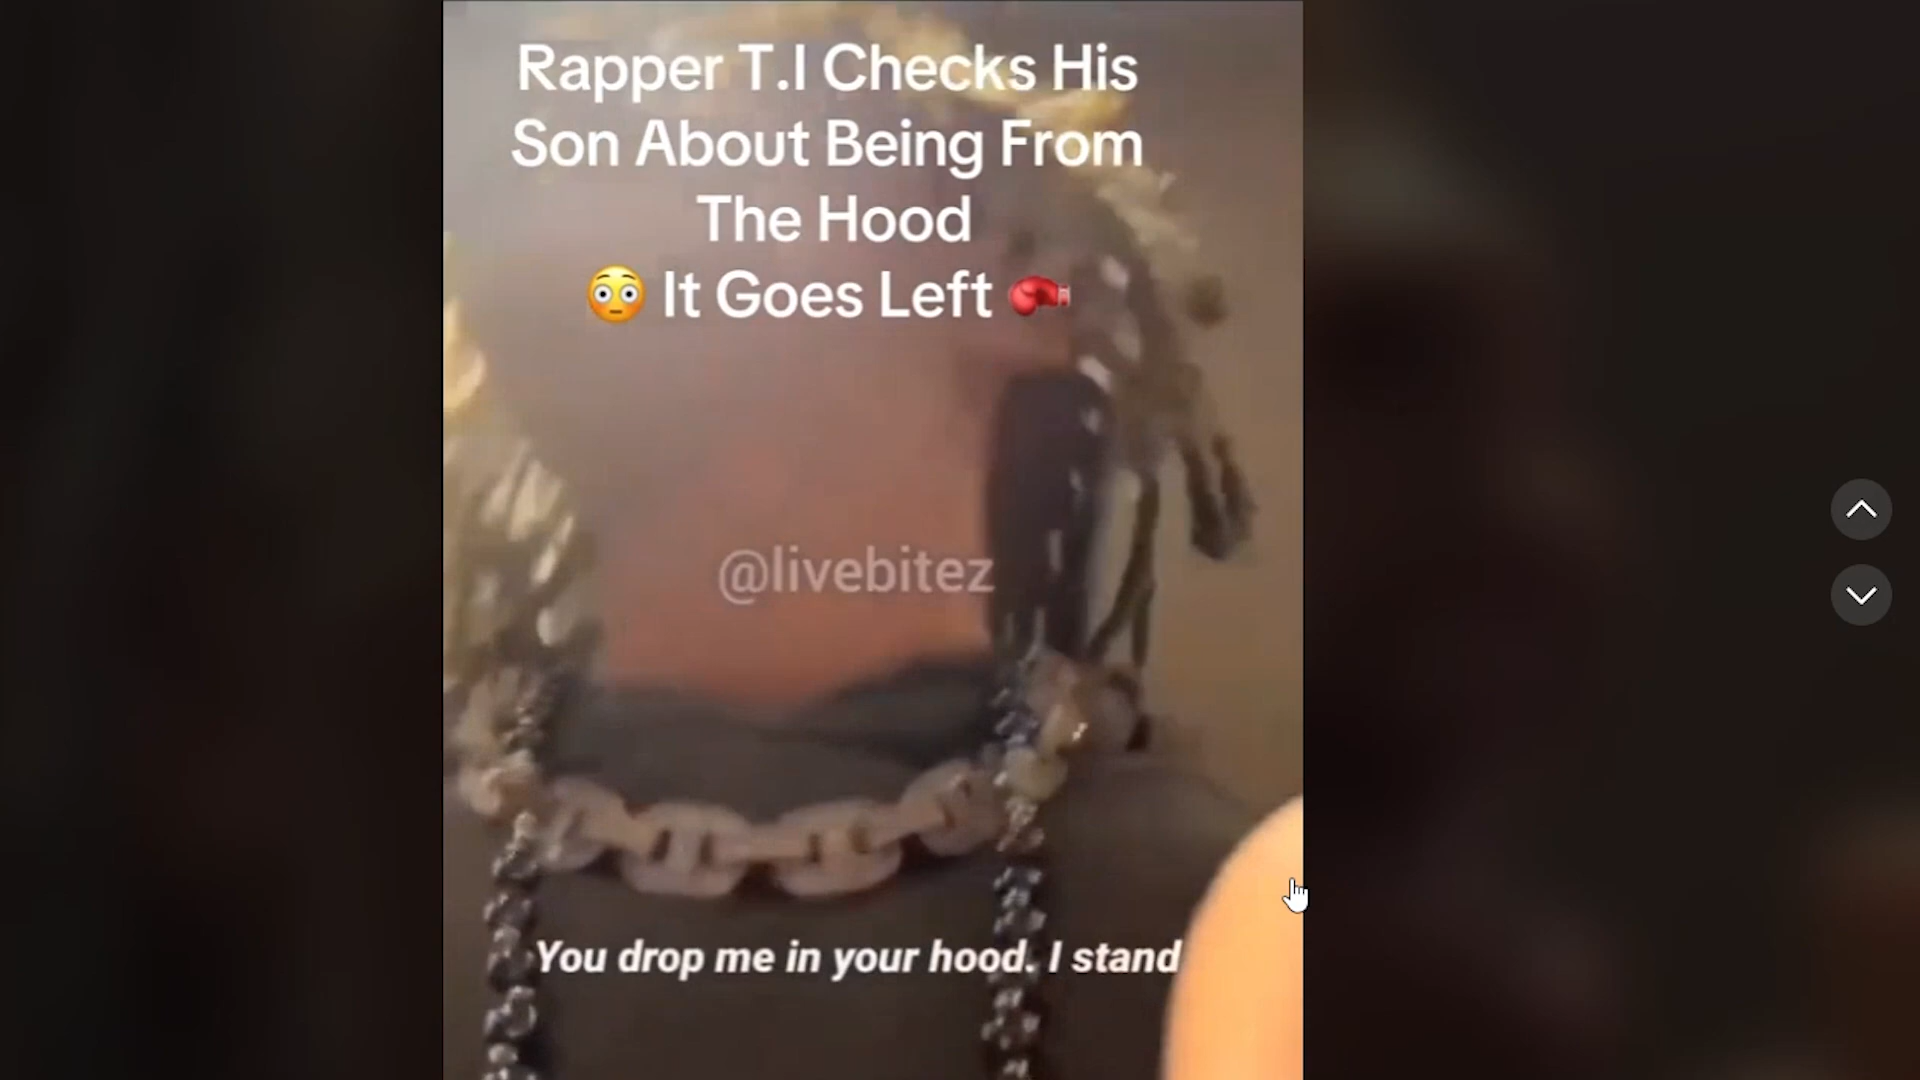 Rapper T.I Checks His
Son About Being From
The Hood
😳 It Goes Left 🥊
@livebitez
You drop me in your hood. I stand